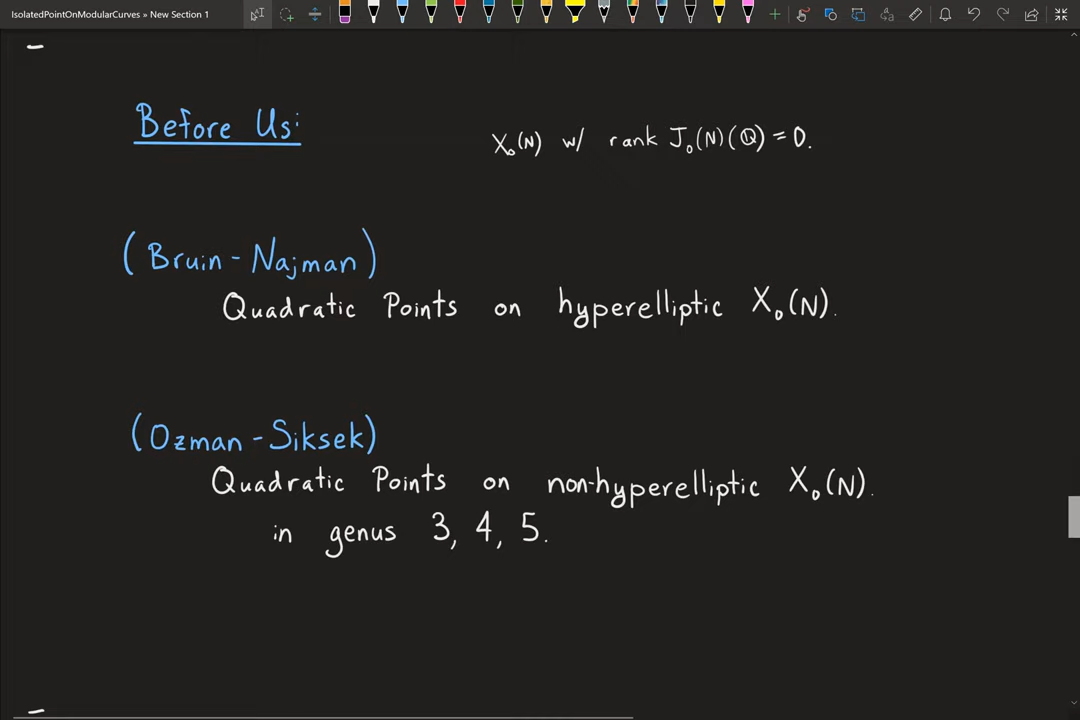 IsolatedPointOnModularCurves » New Section 1
Before Us:
X₀(N) w/ rank J₀(N)(ℚ) = 0.
(Bruin - Najman)
Quadratic Points on hyperelliptic X₀(N).
(Ozman - Siksek)
Quadratic Points on non-hyperelliptic X₀(N).
in genus 3, 4, 5.